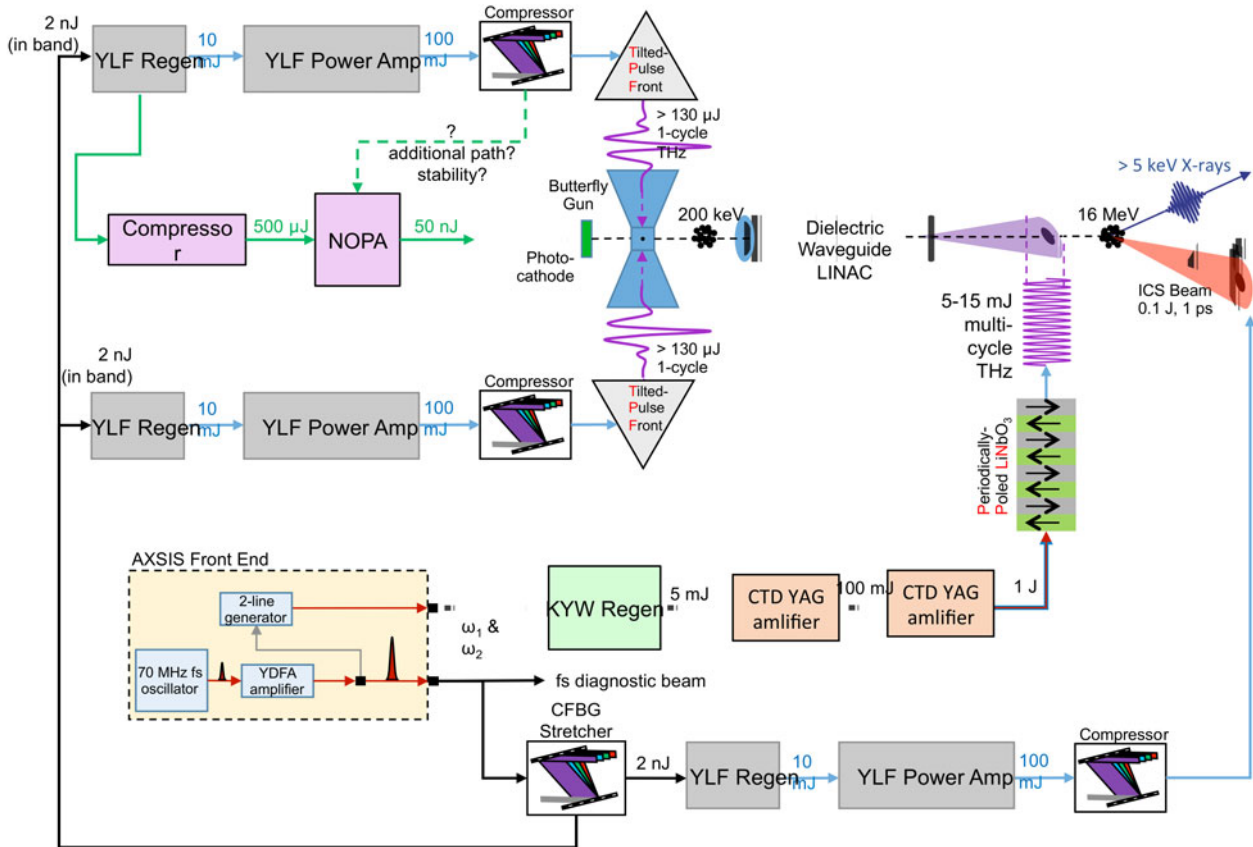 2 nJ
(in band)
YLF Regen
10
mJ
YLF Power Amp
100
mJ
Compressor
Tilted-
Pulse
Front
> 130 µJ
1-cycle
THz
?
additional path?
stability?
Compresso
r
500 µJ
NOPA
50 nJ
Butterfly
Gun
Photo-
cathode
200 keV
Dielectric
Waveguide
LINAC
16 MeV
> 5 keV X-rays
ICS Beam
0.1 J, 1 ps
5-15 mJ
multi-
cycle
THz
> 130 µJ
1-cycle
2 nJ
(in band)
YLF Regen
10
mJ
YLF Power Amp
100
mJ
Compressor
Tilted-
Pulse
Front
Periodically-
Poled LiNbO3
AXSIS Front End
2-line
generator
70 MHz fs
oscillator
YDFA
amplifier
ω1 &
ω2
KYW Regen
5 mJ
CTD YAG
amlifier
100 mJ
CTD YAG
amlifier
1 J
fs diagnostic beam
CFBG
Stretcher
2 nJ
YLF Regen
10
mJ
YLF Power Amp
100
mJ
Compressor